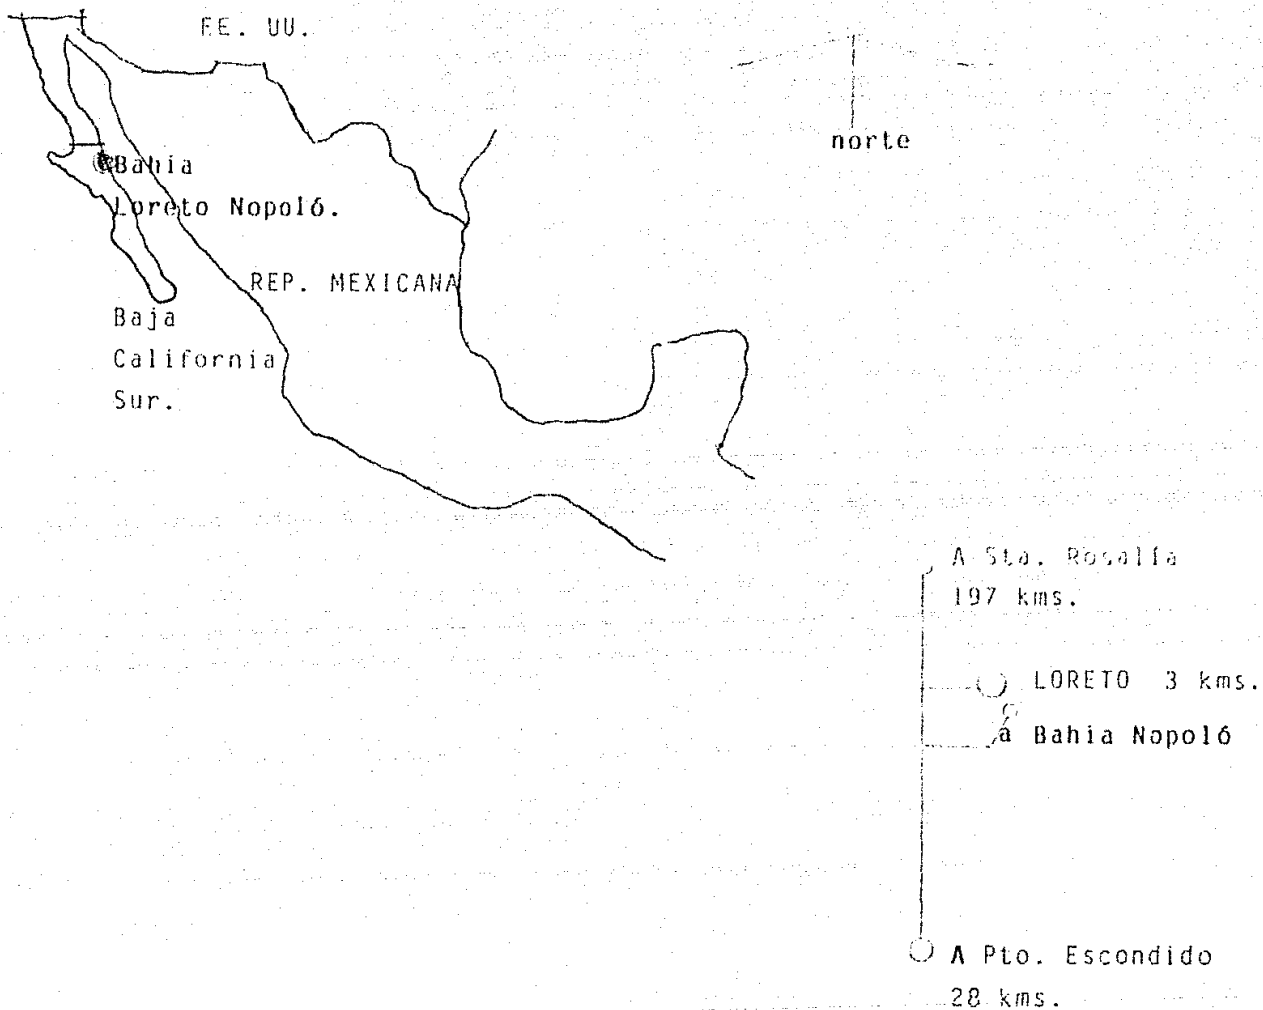 EE. UU.
norte
Bahia
Loreto Nopoló.
REP. MEXICANA
Baja
California
Sur.
A Sta. Rosalía
197 kms.
LORETO 3 kms.
á Bahia Nopoló
A Pto. Escondido
28 kms.